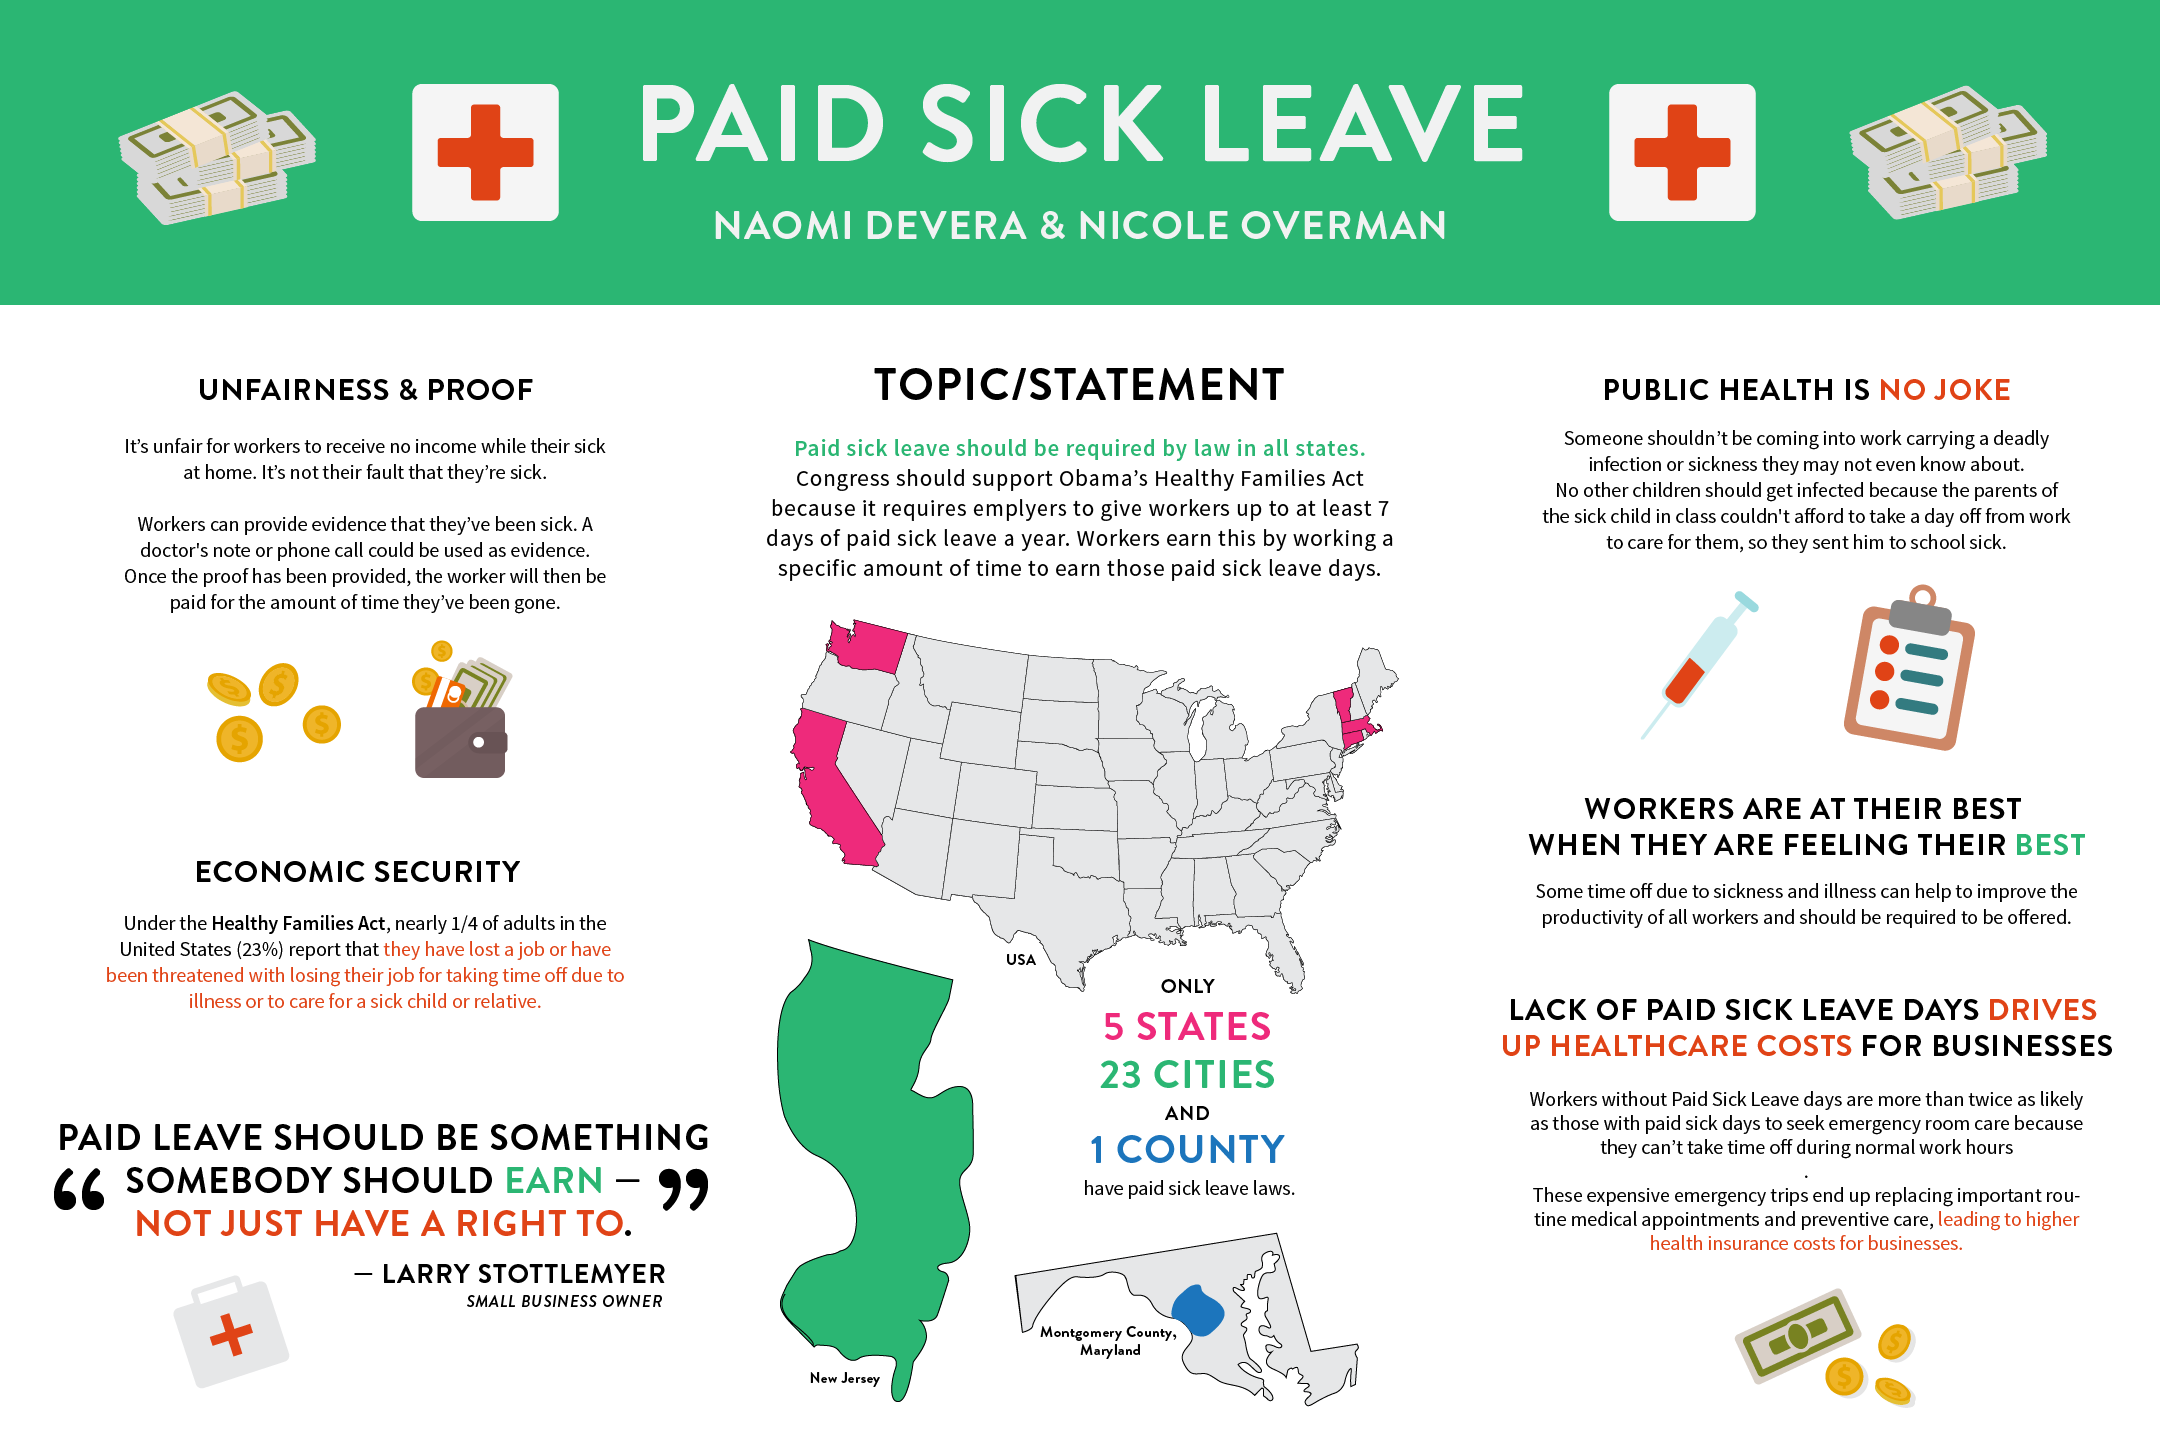 PAID SICK LEAVE
NAOMI DEVERA & NICOLE OVERMAN
UNFAIRNESS & PROOF
It's unfair for workers to receive no income while their sick
at home. It's not their fault that they're sick.
Workers can provide evidence that they've been sick. A
doctor's note or phone call could be used as evidence.
Once the proof has been provided, the worker will then be
paid for the amount of time they've been gone.
ECONOMIC SECURITY
Under the Healthy Families Act, nearly 1/4 of adults in the
United States (23%) report that they have lost a job or have
been threatened with losing their job for taking time off due to
illness or to care for a sick child or relative.
PAID LEAVE SHOULD BE SOMETHING
“ SOMEBODY SHOULD EARN — ”
NOT JUST HAVE A RIGHT TO.
— LARRY STOTTLEMYER
SMALL BUSINESS OWNER
TOPIC/STATEMENT
Paid sick leave should be required by law in all states.
Congress should support Obama's Healthy Families Act
because it requires empyers to give workers up to at least 7
days of paid sick leave a year. Workers earn this by working a
specific amount of time to earn those paid sick leave days.
USA
ONLY
5 STATES
23 CITIES
AND
1 COUNTY
have paid sick leave laws.
New Jersey
Montgomery County,
Maryland
PUBLIC HEALTH IS NO JOKE
Someone shouldn't be coming into work carrying a deadly
infection or sickness they may not even know about.
No other children should get infected because the parents of
the sick child in class couldn't afford to take a day off from work
to care for them, so they sent him to school sick.
WORKERS ARE AT THEIR BEST
WHEN THEY ARE FEELING THEIR BEST
Some time off due to sickness and illness can help to improve the
productivity of all workers and should be required to be offered.
LACK OF PAID SICK LEAVE DAYS DRIVES
UP HEALTHCARE COSTS FOR BUSINESSES
Workers without Paid Sick Leave days are more than twice as likely
as those with paid sick days to seek emergency room care because
they can't take time off during normal work hours
.
These expensive emergency trips end up replacing important rou-
tine medical appointments and preventive care, leading to higher
health insurance costs for businesses.